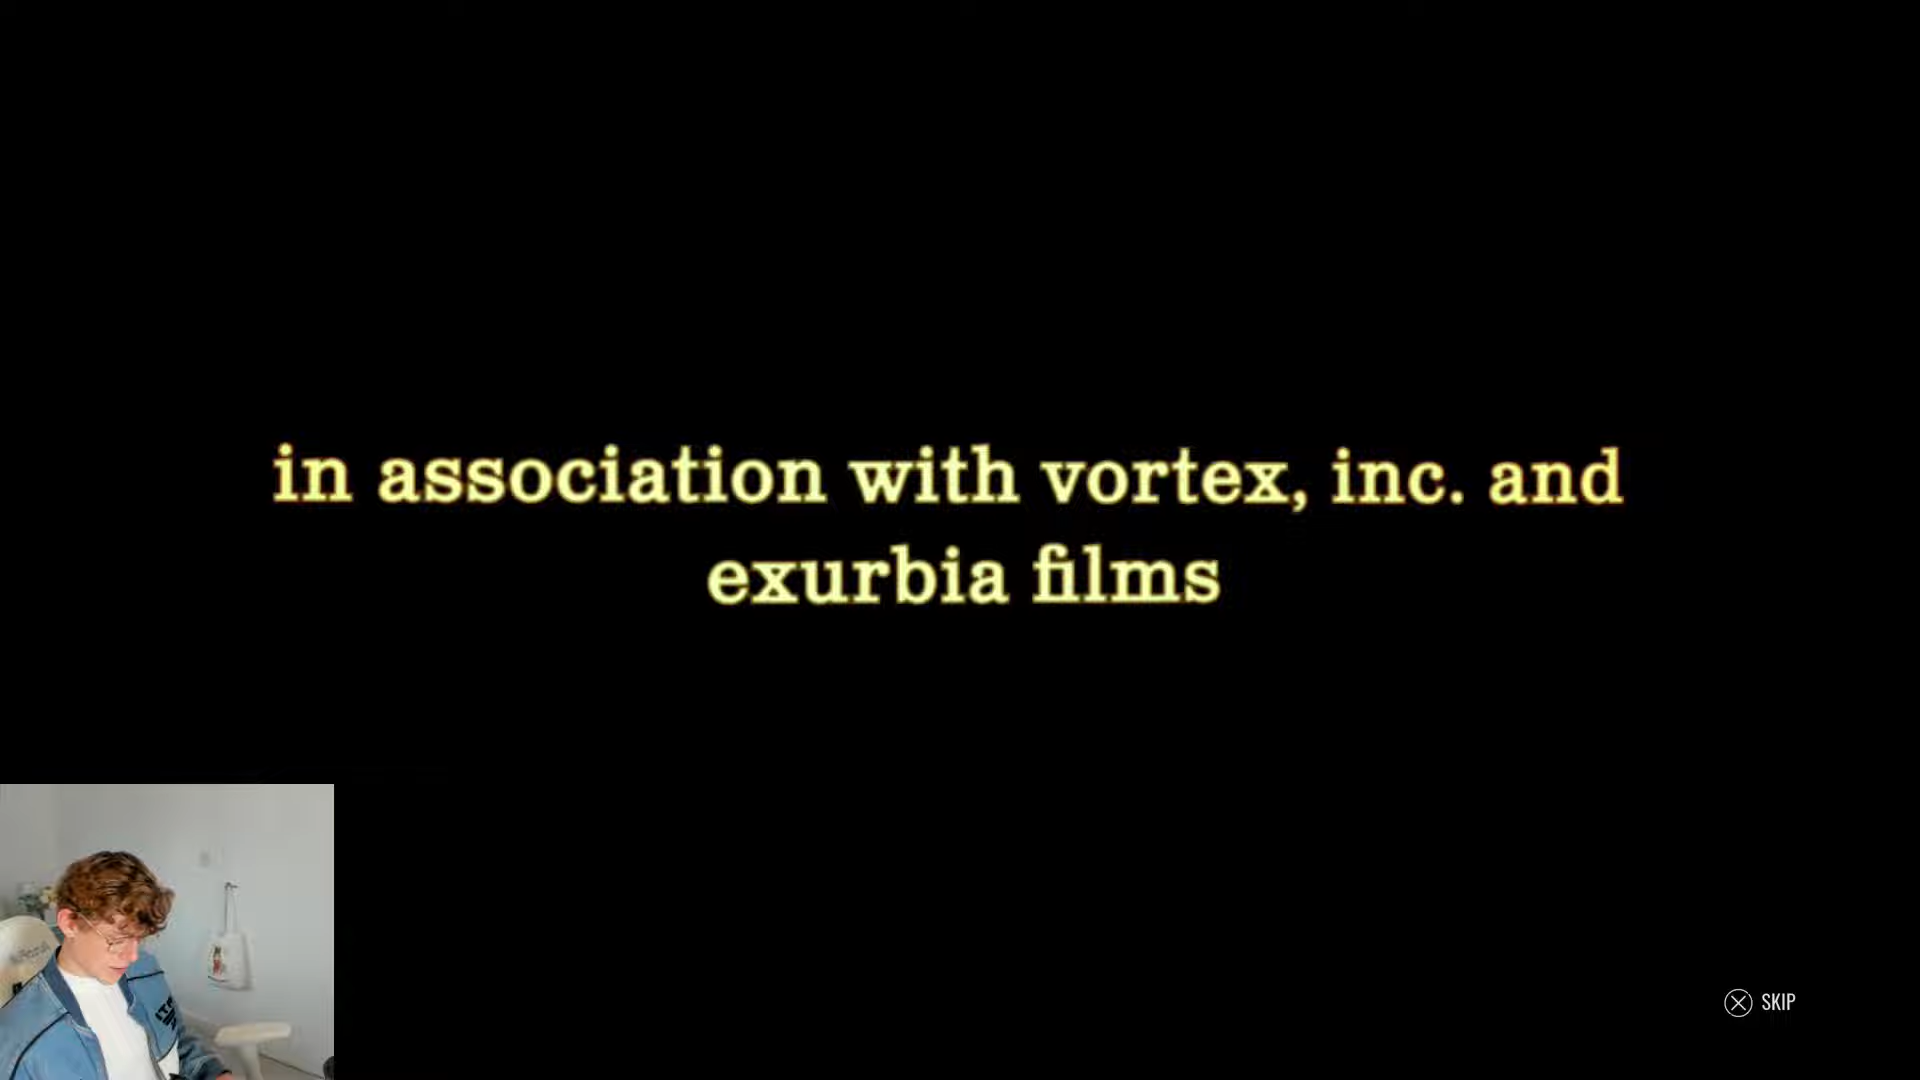 in association with vortex, inc. and
exurbia films
SKIP